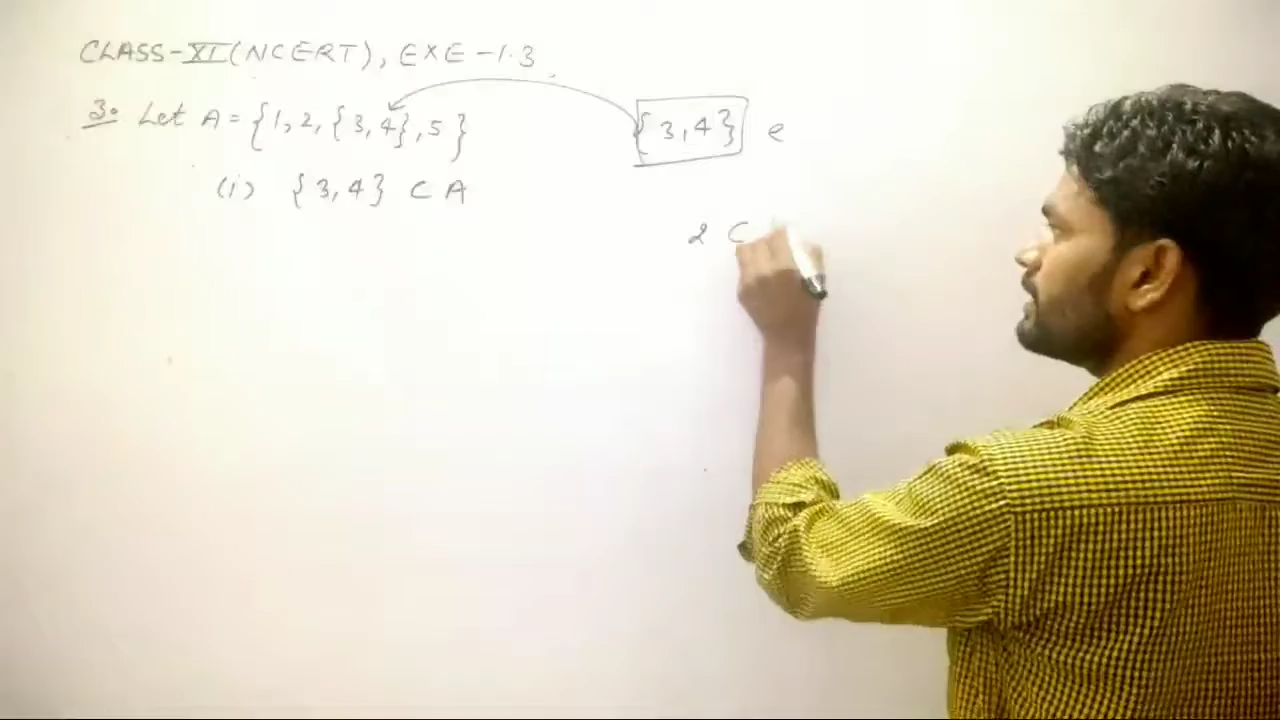 CLASS-XI(NCERT), EXE-1.3
3. Let A = {1, 2, {3, 4}, 5}
{3, 4} e
(i) {3, 4} ⊂ A
2 ⊂